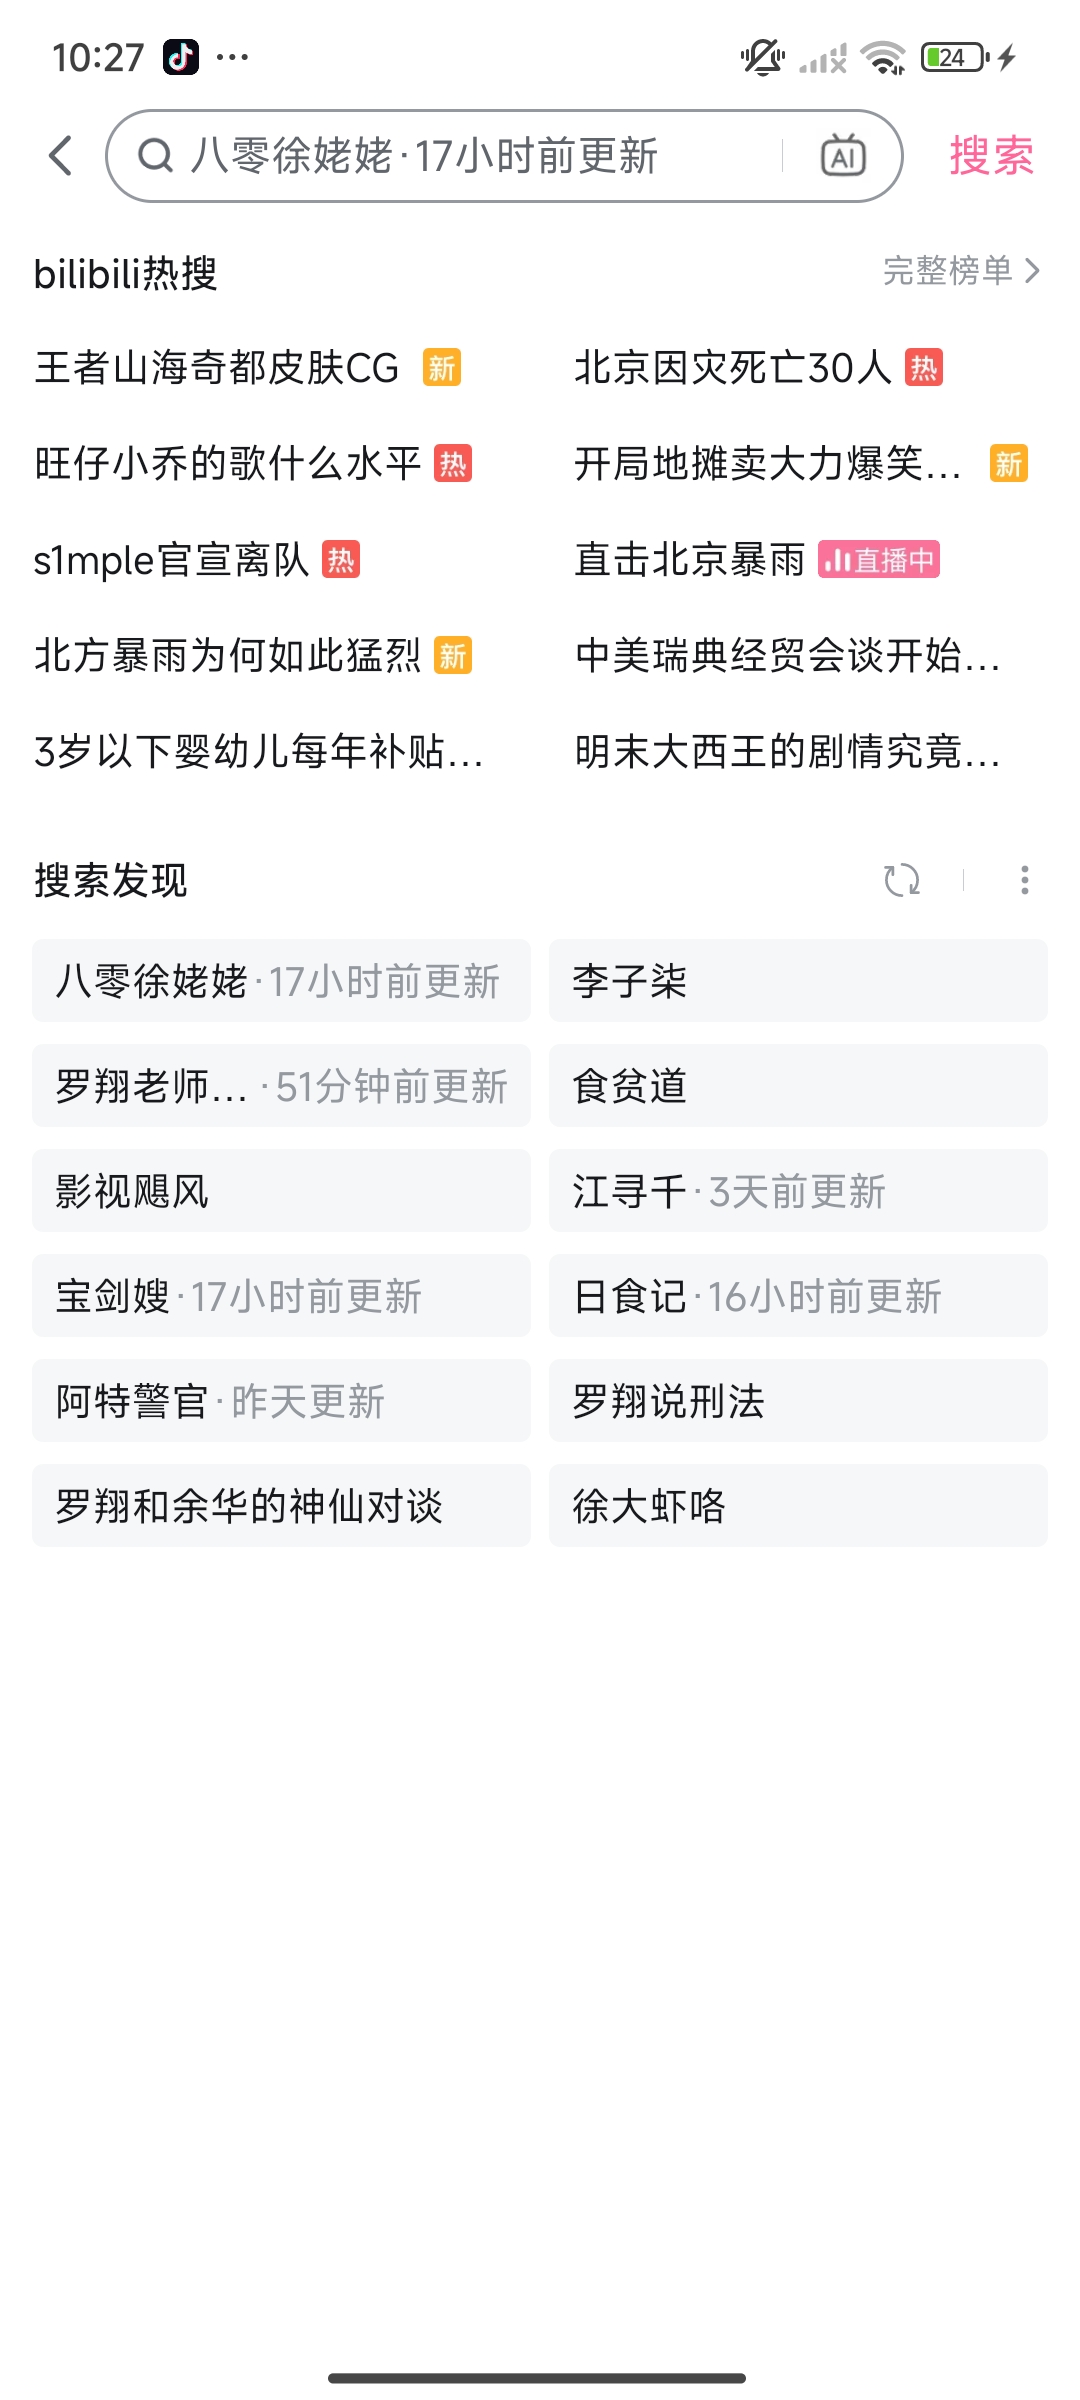 10:27 ... 24
八零徐姥姥·17小时前更新 AI 搜索
bilibili热搜 完整榜单
王者山海奇都皮肤CG 新 北京因灾死亡30人 热
旺仔小乔的歌什么水平 热 开局地摊卖大力爆笑... 新
s1mple官宣离队 热 直击北京暴雨 直播中
北方暴雨为何如此猛烈 新 中美瑞典经贸会谈开始...
3岁以下婴幼儿每年补贴... 明末大西王的剧情究竟...
搜索发现
八零徐姥姥·17小时前更新 李子柒
罗翔老师... ·51分钟前更新 食贫道
影视飓风 江寻千·3天前更新
宝剑嫂·17小时前更新 日食记·16小时前更新
阿特警官·昨天更新 罗翔说刑法
罗翔和余华的神仙对谈 徐大虾咯